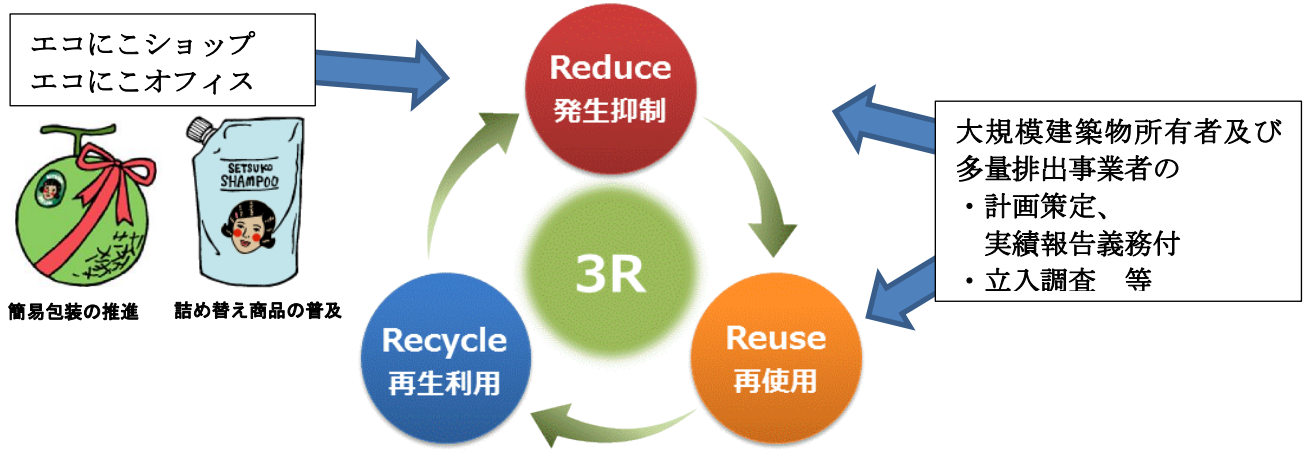 エコにこショップ
エコにこオフィス
SETSUKO
SHAMPOO
簡易包装の推進
詰め替え商品の普及
Reduce
発生抑制
3R
Recycle
再生利用
Reuse
再使用
大規模建築物所有者及び
多量排出事業者の
・計画策定、
実績報告義務付
・立入調査　等